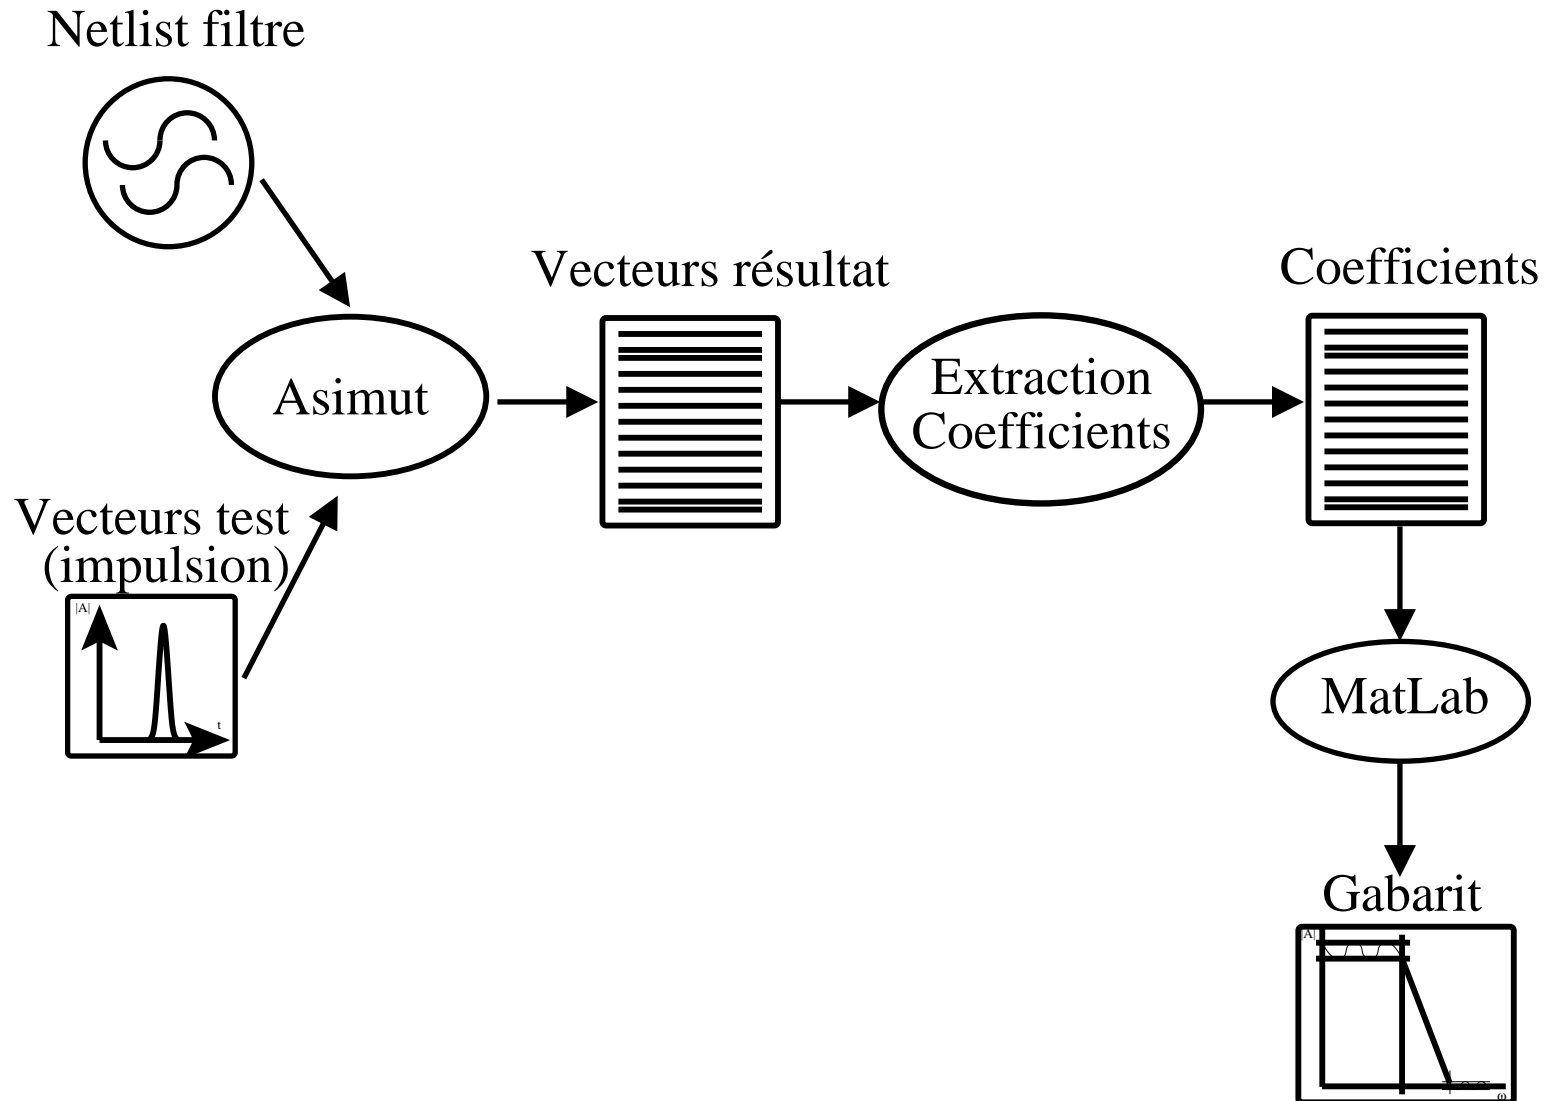 Netlist filtre
Vecteurs résultat
Coefficients
Asimut
Extraction
Coefficients
Vecteurs test
(impulsion)
|A|
t
MatLab
Gabarit
|A|
ω